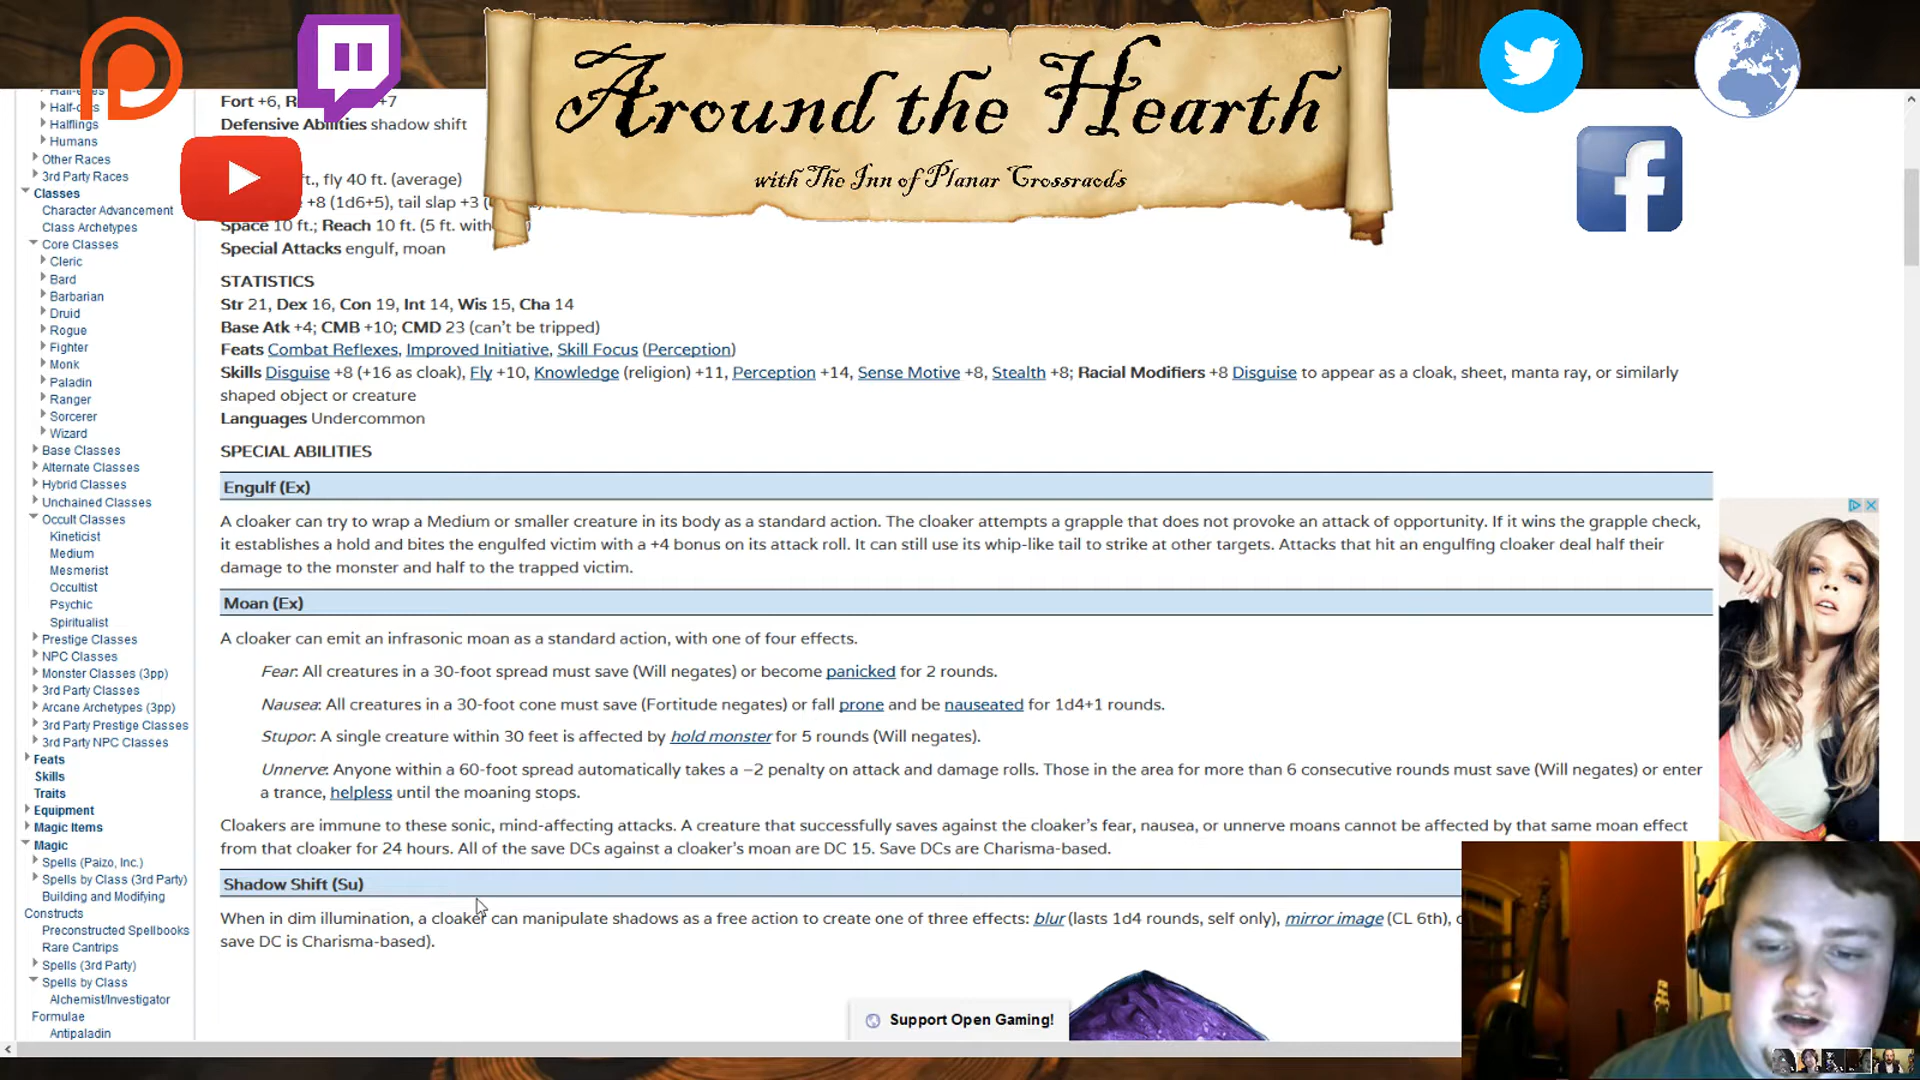 Around the Hearth
with The Inn of Planar Crossraods
Half-
Halflings
Humans
Other Races
3rd Party Races
Classes
Character Advancement
Class Archetypes
Core Classes
Cleric
Bard
Barbarian
Druid
Rogue
Fighter
Monk
Paladin
Ranger
Sorcerer
Wizard
Base Classes
Alternate Classes
Hybrid Classes
Unchained Classes
Occult Classes
Kineticist
Medium
Mesmerist
Occultist
Psychic
Spiritualist
Prestige Classes
NPC Classes
Monster Classes (3pp)
3rd Party Classes
Arcane Archetypes (3pp)
3rd Party Prestige Classes
3rd Party NPC Classes
Feats
Skills
Traits
Equipment
Magic Items
Magic
Spells (Paizo, Inc.)
Spells by Class (3rd Party)
Building and Modifying
Constructs
Preconstructed Spellbooks
Rare Cantrips
Spells (3rd Party)
Spells by Class
Alchemist/Investigator
Formulae
Antipaladin
Fort +6, R +7
Defensive Abilities shadow shift
ft., fly 40 ft. (average)
+8 (1d6+5), tail slap +3 (
Space 10 ft.; Reach 10 ft. (5 ft. with
Special Attacks engulf, moan
STATISTICS
Str 21, Dex 16, Con 19, Int 14, Wis 15, Cha 14
Base Atk +4; CMB +10; CMD 23 (can't be tripped)
Feats Combat Reflexes, Improved Initiative, Skill Focus (Perception)
Skills Disguise +8 (+16 as cloak), Fly +10, Knowledge (religion) +11, Perception +14, Sense Motive +8, Stealth +8; Racial Modifiers +8 Disguise to appear as a cloak, sheet, manta ray, or similarly
shaped object or creature
Languages Undercommon
SPECIAL ABILITIES
Engulf (Ex)
A cloaker can try to wrap a Medium or smaller creature in its body as a standard action. The cloaker attempts a grapple that does not provoke an attack of opportunity. If it wins the grapple check,
it establishes a hold and bites the engulfed victim with a +4 bonus on its attack roll. It can still use its whip-like tail to strike at other targets. Attacks that hit an engulfing cloaker deal half their
damage to the monster and half to the trapped victim.
Moan (Ex)
A cloaker can emit an infrasonic moan as a standard action, with one of four effects.
Fear: All creatures in a 30-foot spread must save (Will negates) or become panicked for 2 rounds.
Nausea: All creatures in a 30-foot cone must save (Fortitude negates) or fall prone and be nauseated for 1d4+1 rounds.
Stupor: A single creature within 30 feet is affected by hold monster for 5 rounds (Will negates).
Unnerve: Anyone within a 60-foot spread automatically takes a −2 penalty on attack and damage rolls. Those in the area for more than 6 consecutive rounds must save (Will negates) or enter
a trance, helpless until the moaning stops.
Cloakers are immune to these sonic, mind-affecting attacks. A creature that successfully saves against the cloaker's fear, nausea, or unnerve moans cannot be affected by that same moan effect
from that cloaker for 24 hours. All of the save DCs against a cloaker's moan are DC 15. Save DCs are Charisma-based.
Shadow Shift (Su)
When in dim illumination, a cloaker can manipulate shadows as a free action to create one of three effects: blur (lasts 1d4 rounds, self only), mirror image (CL 6th),
save DC is Charisma-based).
Support Open Gaming!